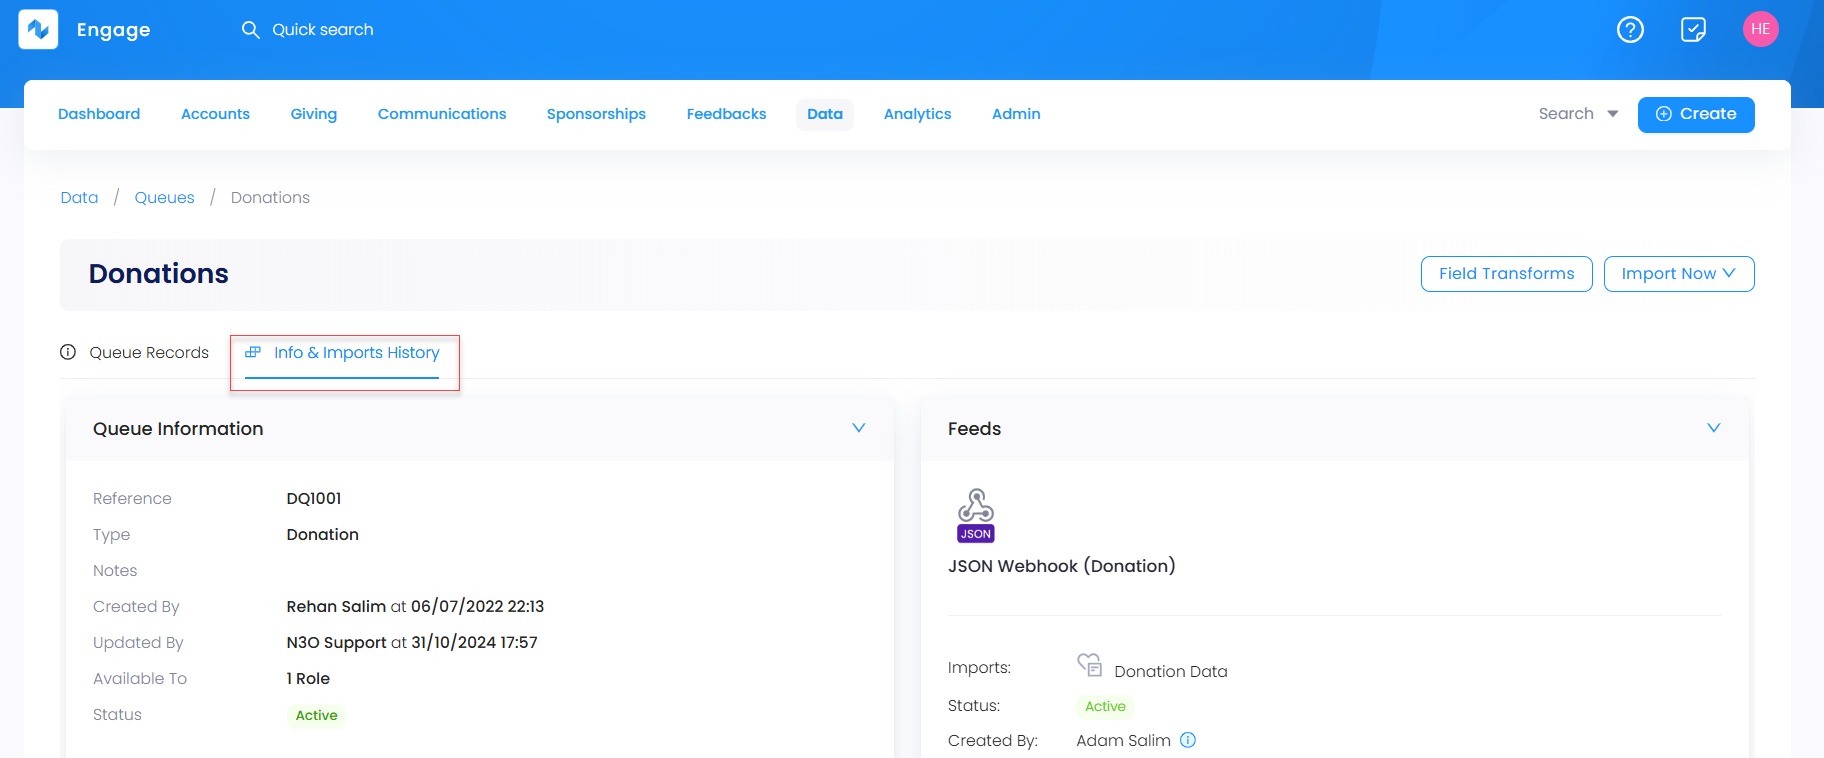 Engage
Quick search
HE
Dashboard Accounts Giving Communications Sponsorships Feedbacks Data Analytics Admin Search Create
Data / Queues / Donations
Donations
Field Transforms Import Now
Queue Records Info & Imports History
Queue Information
Reference DQ1001
Type Donation
Notes
Created By Rehan Salim at 06/07/2022 22:13
Updated By N3O Support at 31/10/2024 17:57
Available To 1 Role
Status Active
Feeds
JSON
JSON Webhook (Donation)
Imports: Donation Data
Status: Active
Created By: Adam Salim